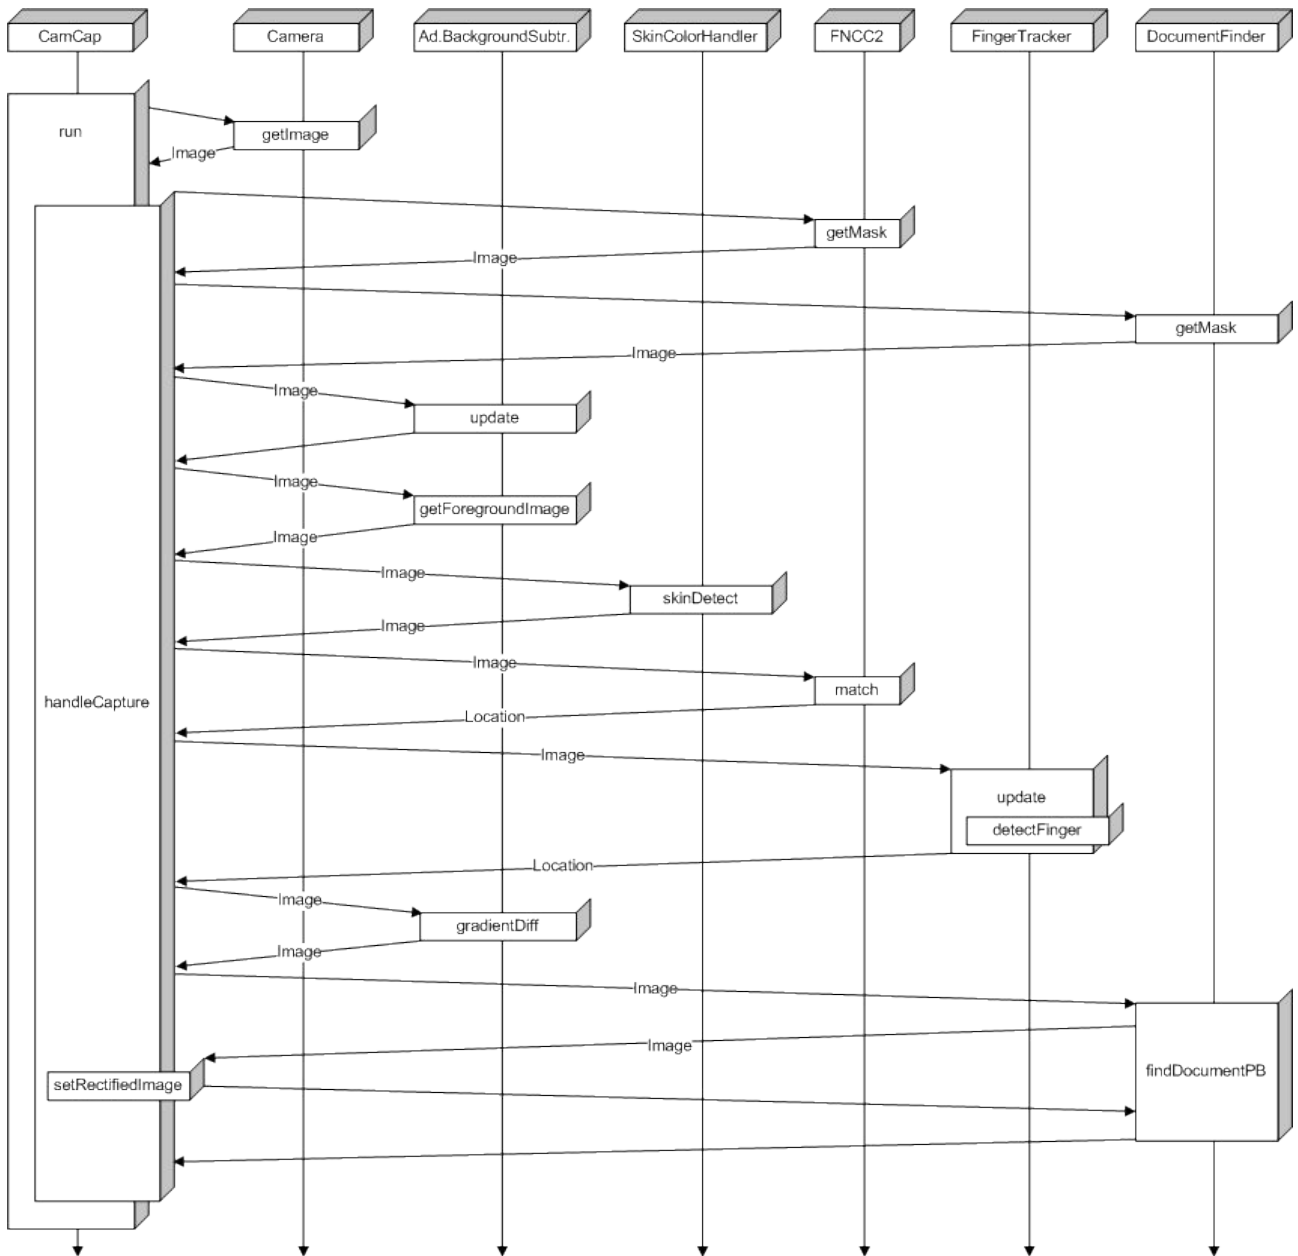 CamCap
Camera
Ad.BackgroundSubtr.
SkinColorHandler
FNCC2
FingerTracker
DocumentFinder
run
getImage
Image
getMask
Image
getMask
Image
Image
update
Image
getForegroundImage
Image
Image
skinDetect
Image
Image
match
handleCapture
Location
Image
update
detectFinger
Location
Image
gradientDiff
Image
Image
Image
findDocumentPB
setRectifiedImage